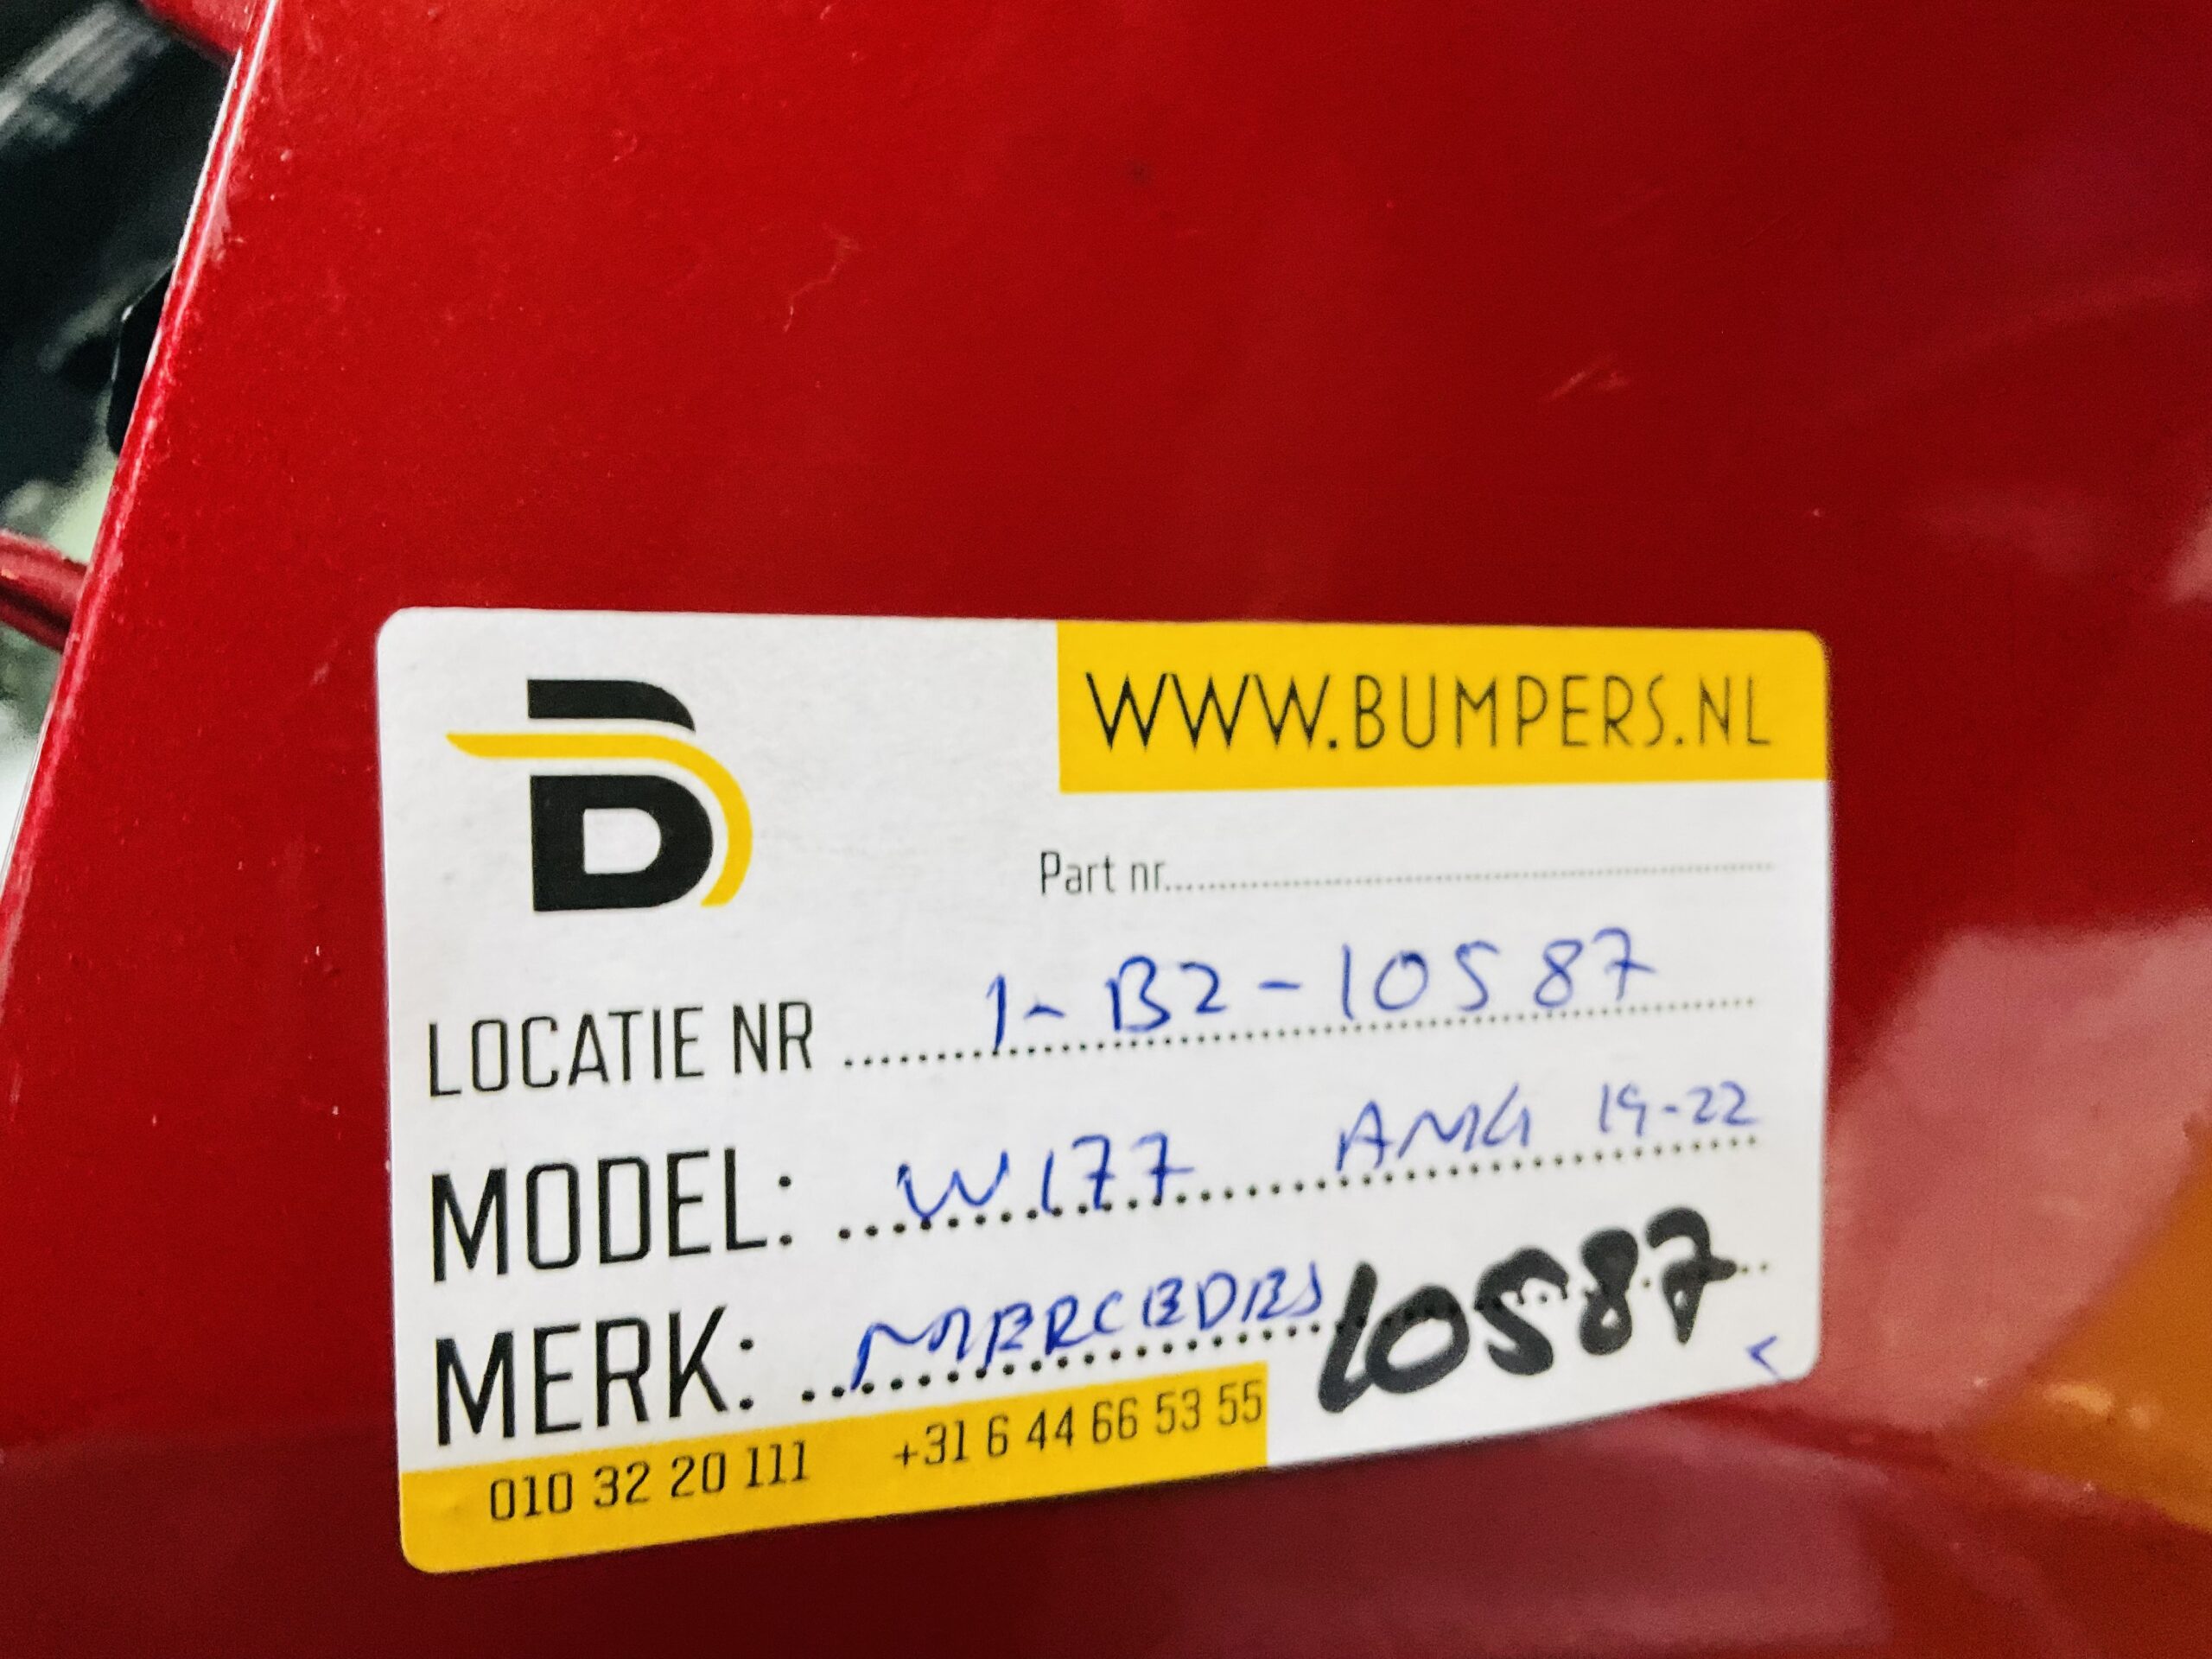 WWW.BUMPERS.NL
Part nr..........
LOCATIE NR 1-B2-10587
MODEL: W177 AMG 19-22
MERK: MERCEDES 10587
010 32 20 111 +31 6 44 66 53 55